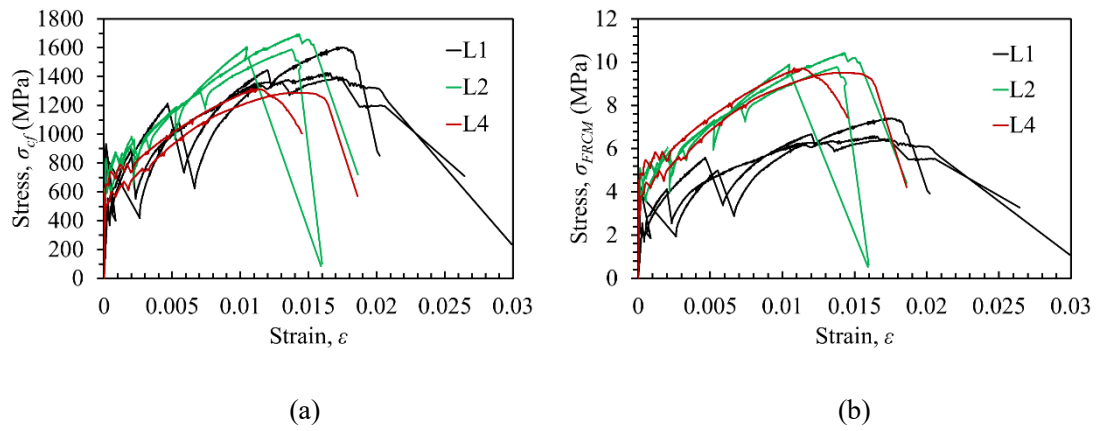 1800
1600
1400
1200
1000
800
600
400
200
0
Stress, σcf (MPa)
0 0.005 0.01 0.015 0.02 0.025 0.03
Strain, ε
L1
L2
L4
(a)
12
10
8
6
4
2
0
Stress, σFRCM (MPa)
0 0.005 0.01 0.015 0.02 0.025 0.03
Strain, ε
L1
L2
L4
(b)